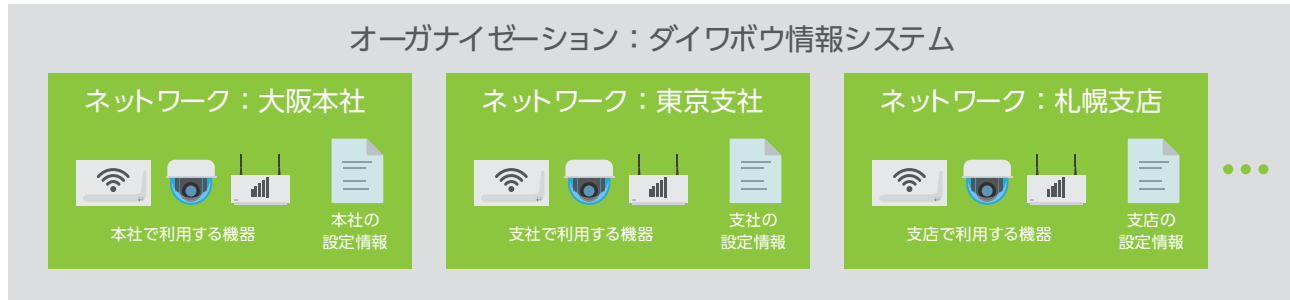 オーガナイゼーション：ダイワボウ情報システム
ネットワーク：大阪本社
本社で利用する機器
本社の
設定情報
ネットワーク：東京支社
支社で利用する機器
支社の
設定情報
ネットワーク：札幌支店
支店で利用する機器
支店の
設定情報